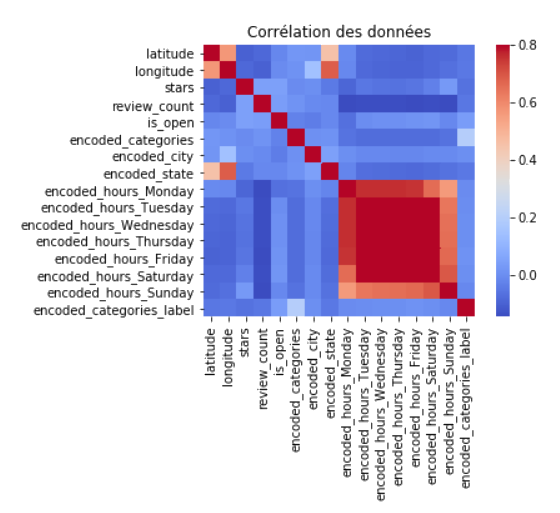 Corrélation des données
latitude
longitude
stars
review_count
is_open
encoded_categories
encoded_city
encoded_state
encoded_hours_Monday
encoded_hours_Tuesday
encoded_hours_Wednesday
encoded_hours_Thursday
encoded_hours_Friday
encoded_hours_Saturday
encoded_hours_Sunday
encoded_categories_label
0.8
0.6
0.4
0.2
0.0
latitude
longitude
stars
review_count
is_open
encoded_categories
encoded_city
encoded_state
encoded_hours_Monday
encoded_hours_Tuesday
encoded_hours_Wednesday
encoded_hours_Thursday
encoded_hours_Friday
encoded_hours_Saturday
encoded_hours_Sunday
encoded_categories_label